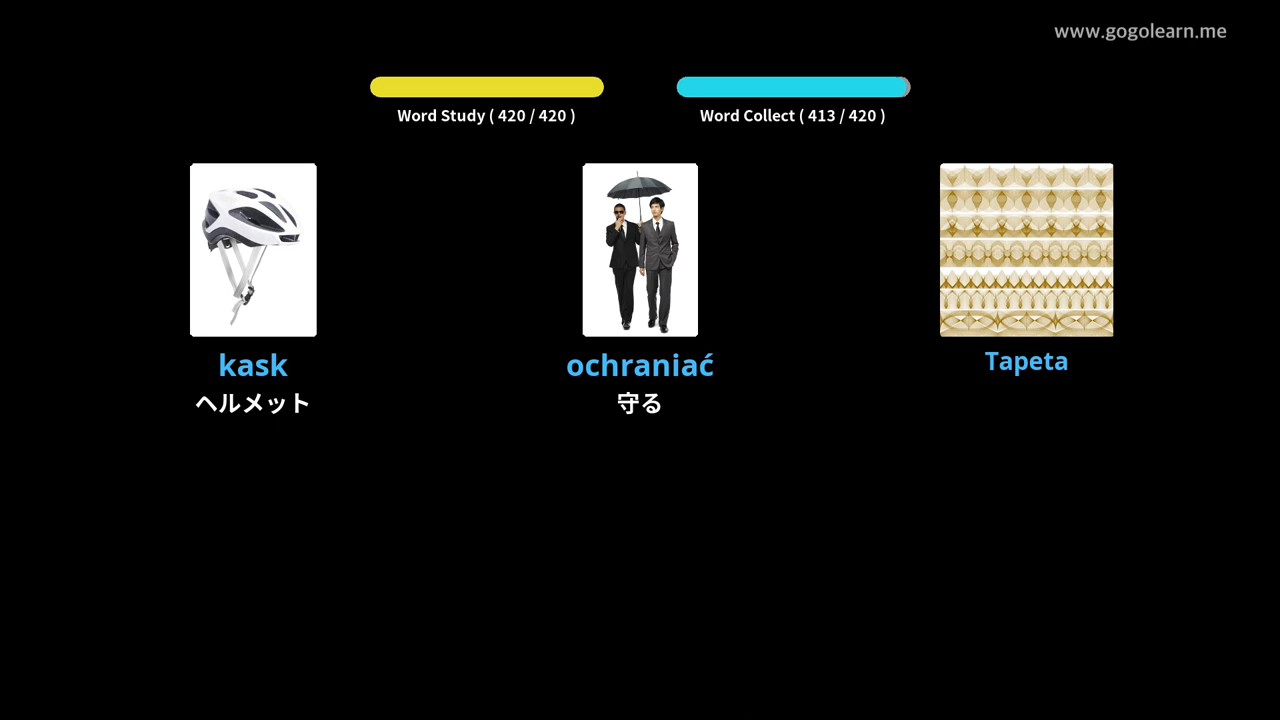 www.gogolearn.me
Word Study ( 420 / 420 )
Word Collect ( 413 / 420 )
kask
ヘルメット
ochraniać
守る
Tapeta